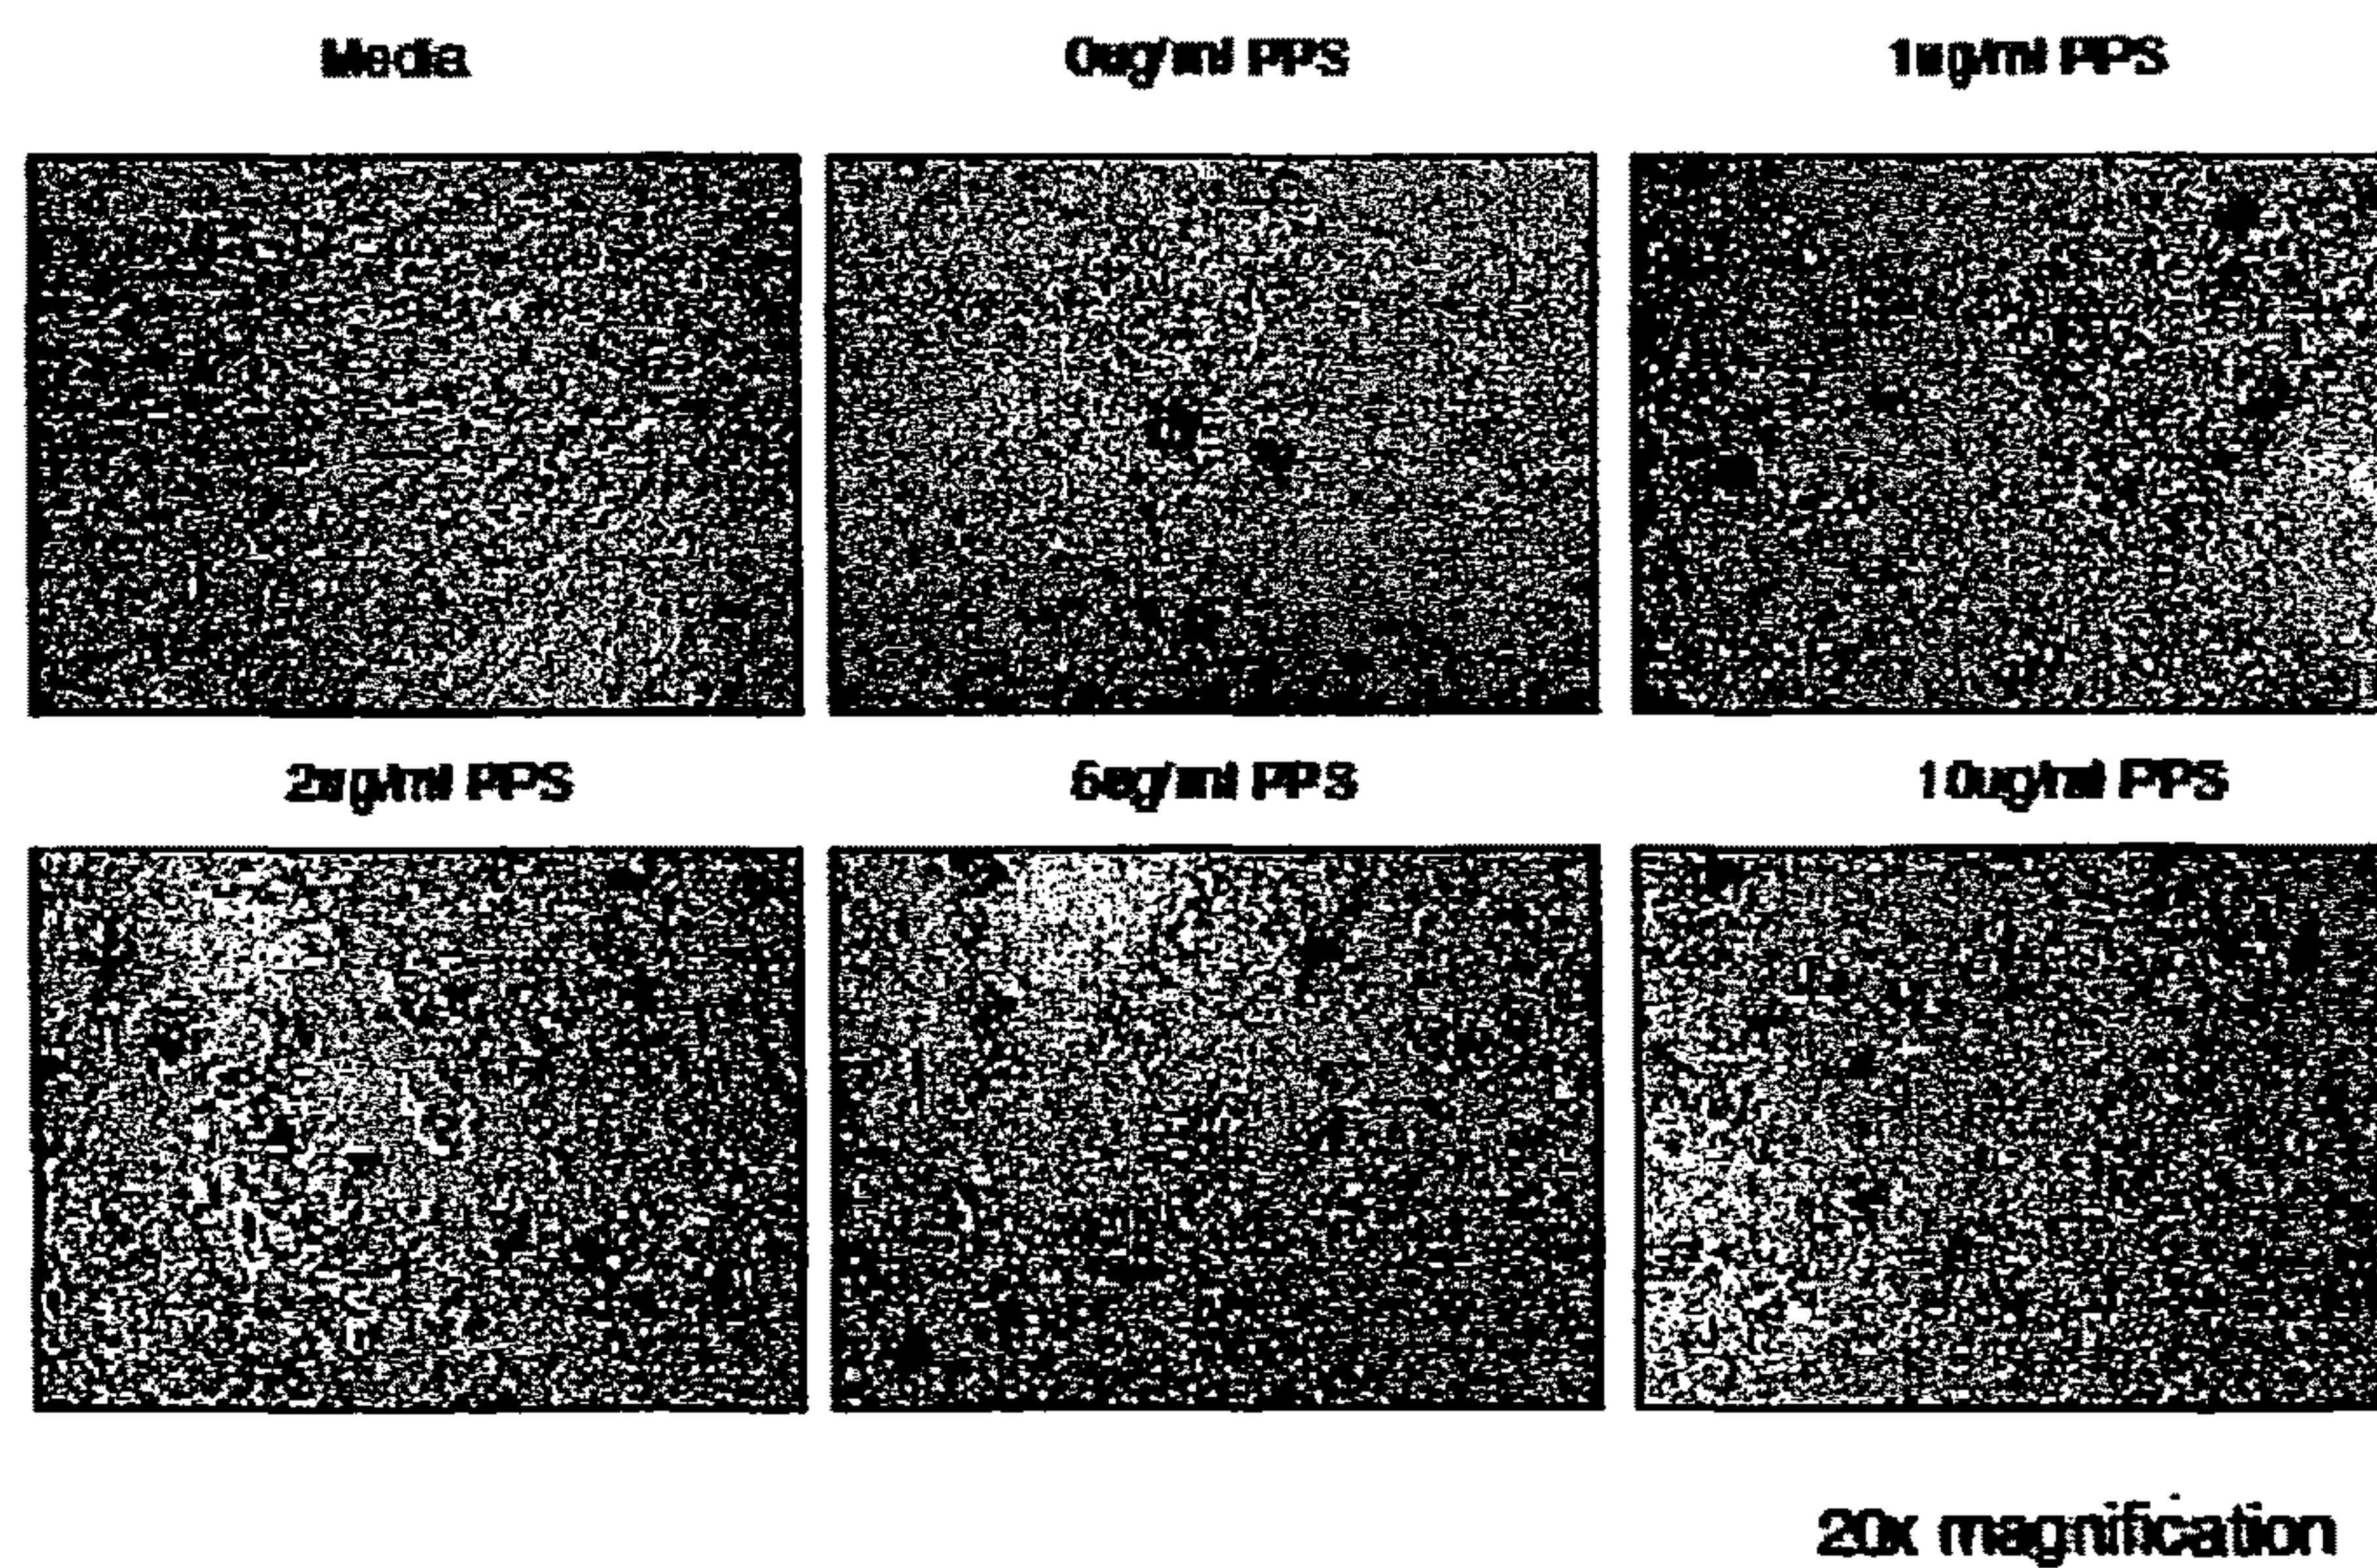 Media
0ug/ml PPS
1ug/ml PPS
2ug/ml PPS
5ug/ml PPS
10ug/ml PPS
20x magnification